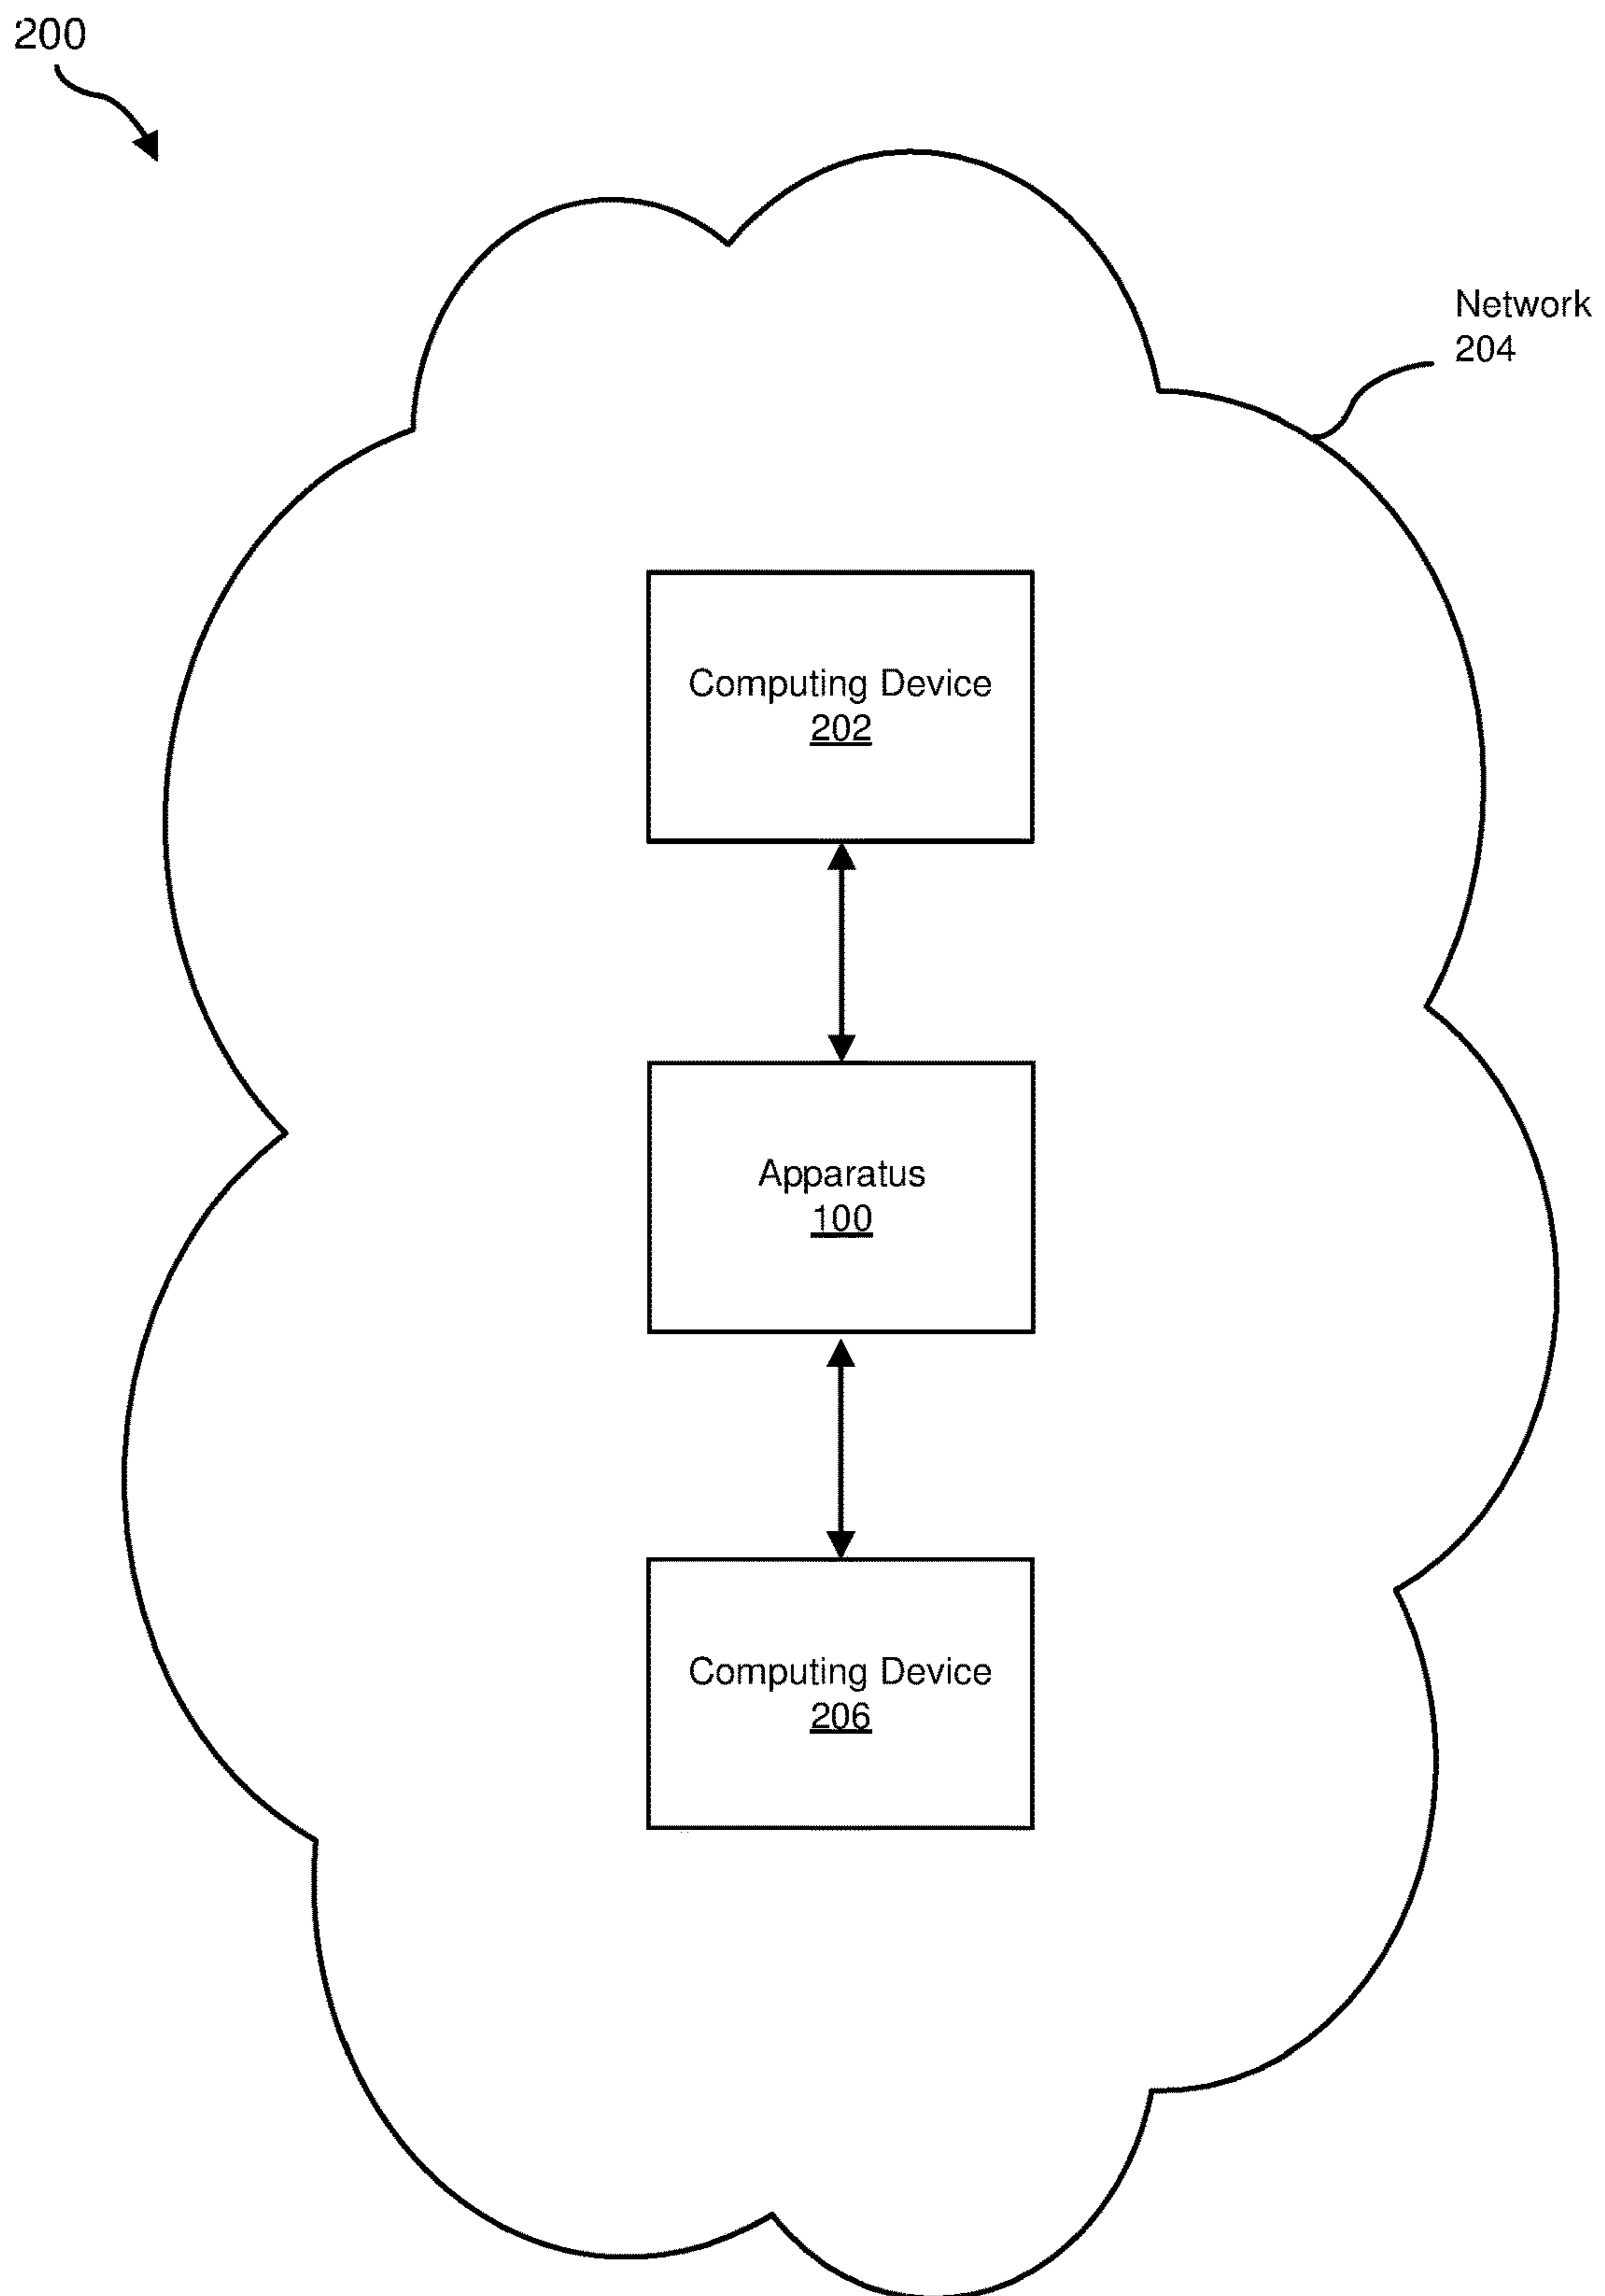 200
Network
204
Computing Device
202
Apparatus
100
Computing Device
206